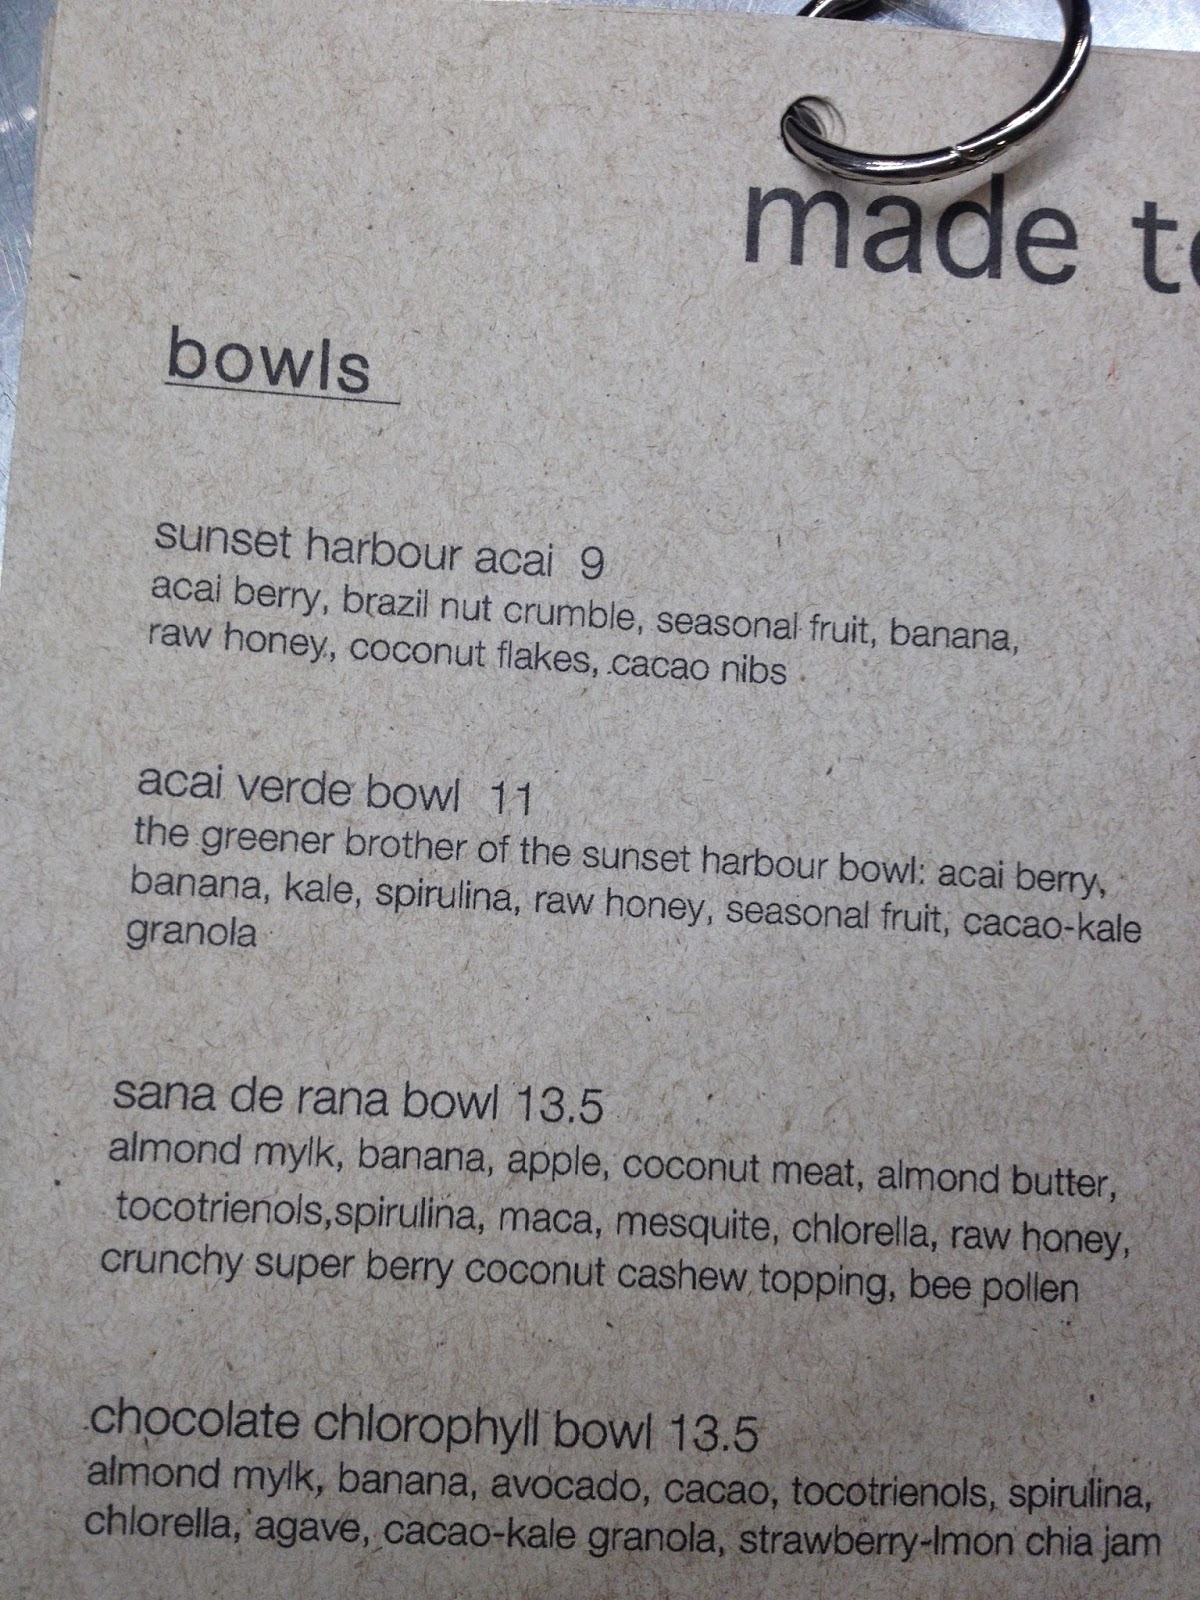 made
bowls
sunset harbour acai 9
acai berry, brazil nut crumble, seasonal fruit, banana,
raw honey, coconut flakes, cacao nibs
acai verde bowl 11
the greener brother of the sunset harbour bowl: acai berry,
banana, kale, spirulina, raw honey, seasonal fruit, cacao-kale
granola
sana de rana bowl 13.5
almond mylk, banana, apple, coconut meat, almond butter,
tocotrienols,spirulina, maca, mesquite, chlorella, raw honey,
crunchy super berry coconut cashew topping, bee pollen
chocolate chlorophyll bowl 13.5
almond mylk, banana, avocado, cacao, tocotrienols, spirulina,
chlorella, agave, cacao-kale granola, strawberry-lmon chia jam